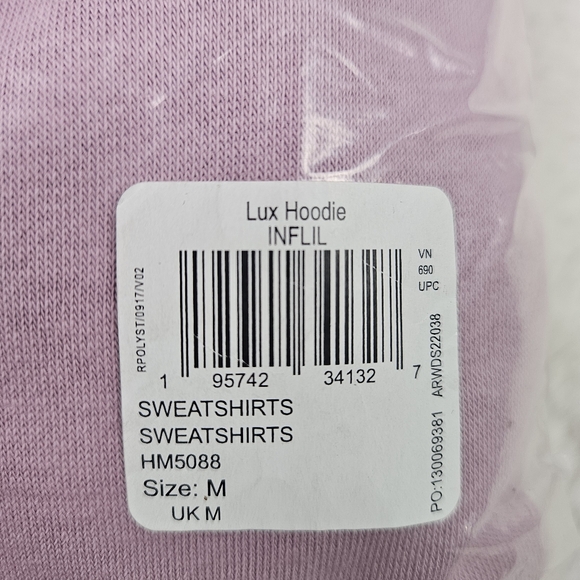 Lux Hoodie
INFLIL
VN
690
UPC
RPOLYST/0917/V02
1 95742 34132 7
SWEATSHIRTS
SWEATSHIRTS
HM5088
Size: M
UK M
PO:130069381 ARWDS22038